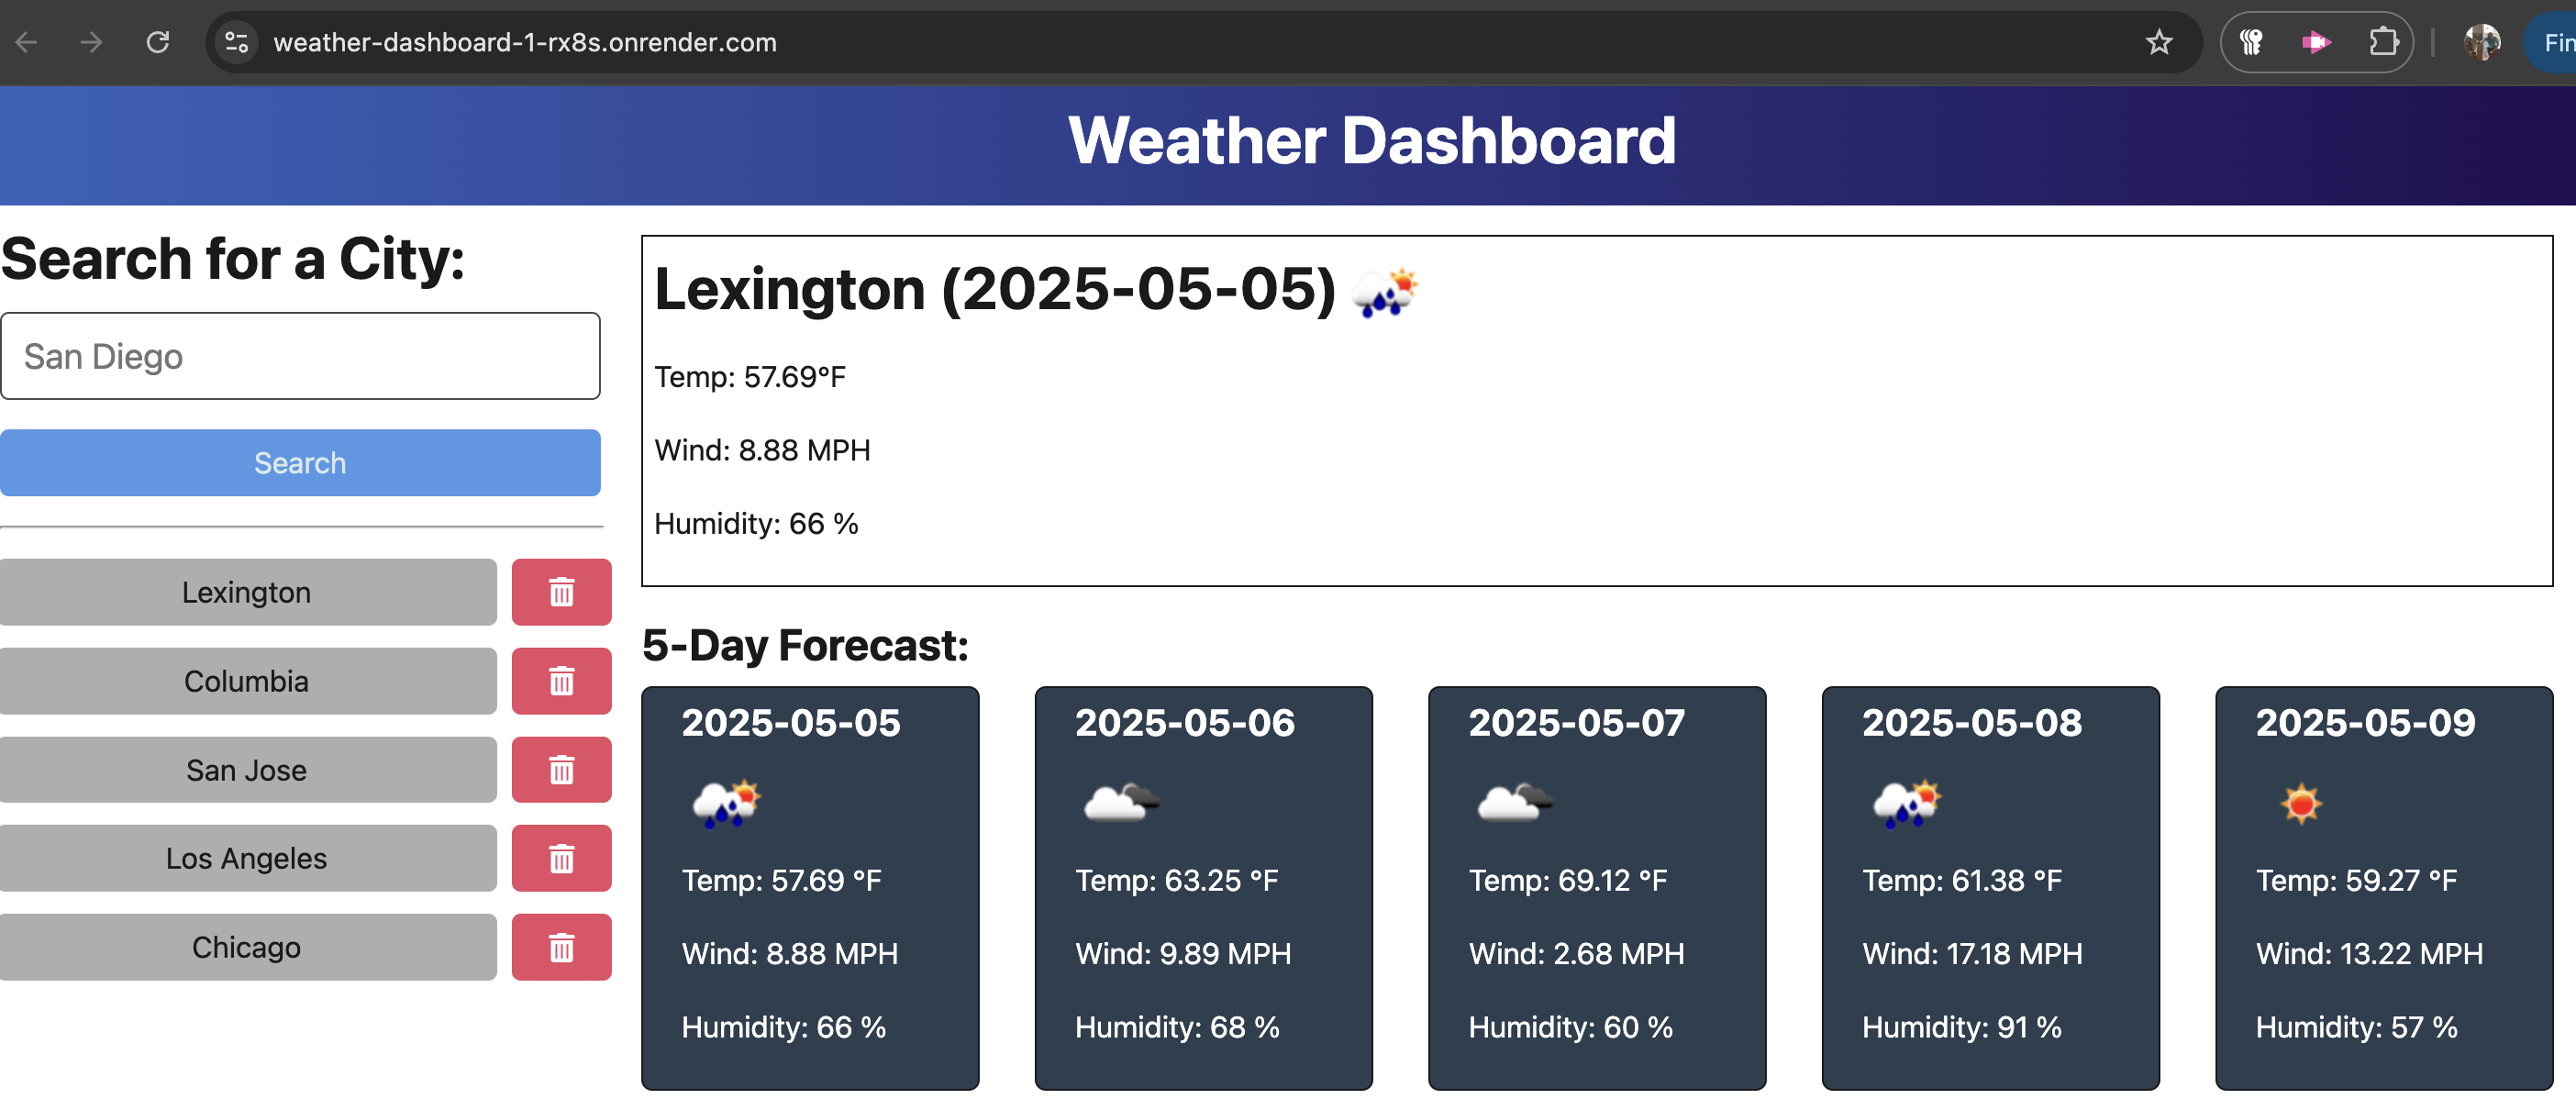 weather-dashboard-1-rx8s.onrender.com
Fin
Weather Dashboard
Search for a City:
San Diego
Search
Lexington
Columbia
San Jose
Los Angeles
Chicago
Lexington (2025-05-05)
Temp: 57.69°F
Wind: 8.88 MPH
Humidity: 66 %
5-Day Forecast:
2025-05-05
Temp: 57.69 °F
Wind: 8.88 MPH
Humidity: 66 %
2025-05-06
Temp: 63.25 °F
Wind: 9.89 MPH
Humidity: 68 %
2025-05-07
Temp: 69.12 °F
Wind: 2.68 MPH
Humidity: 60 %
2025-05-08
Temp: 61.38 °F
Wind: 17.18 MPH
Humidity: 91 %
2025-05-09
Temp: 59.27 °F
Wind: 13.22 MPH
Humidity: 57 %